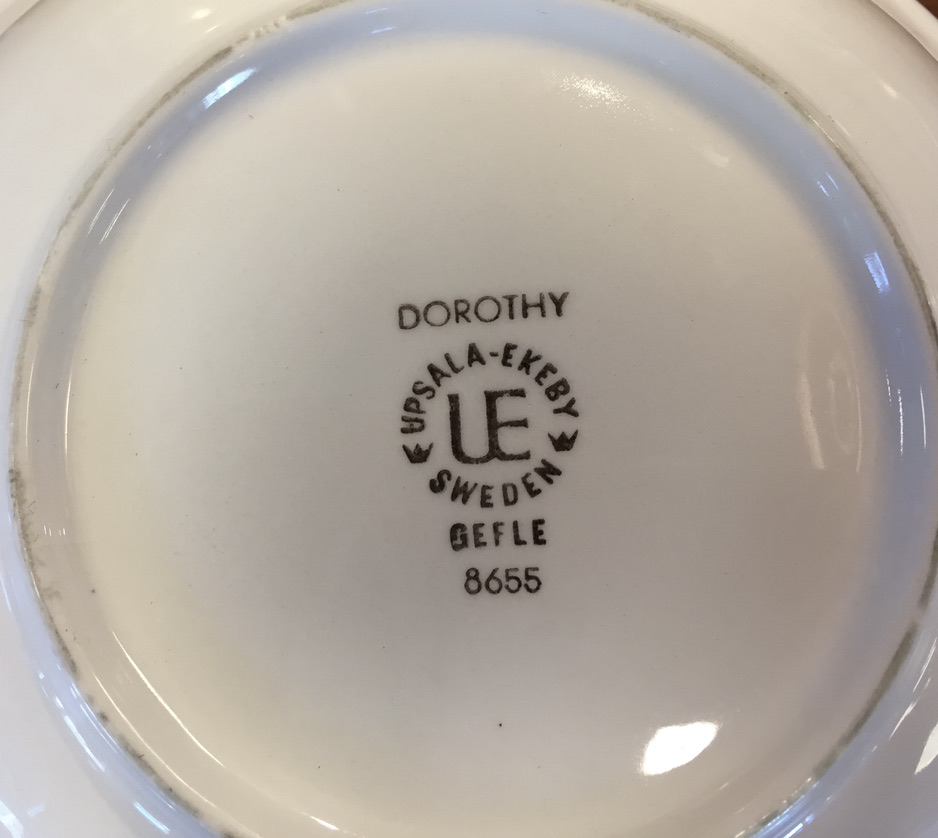 DOROTHY
UPSALA-EKEBY
UE
SWEDEN
GEFLE
8655